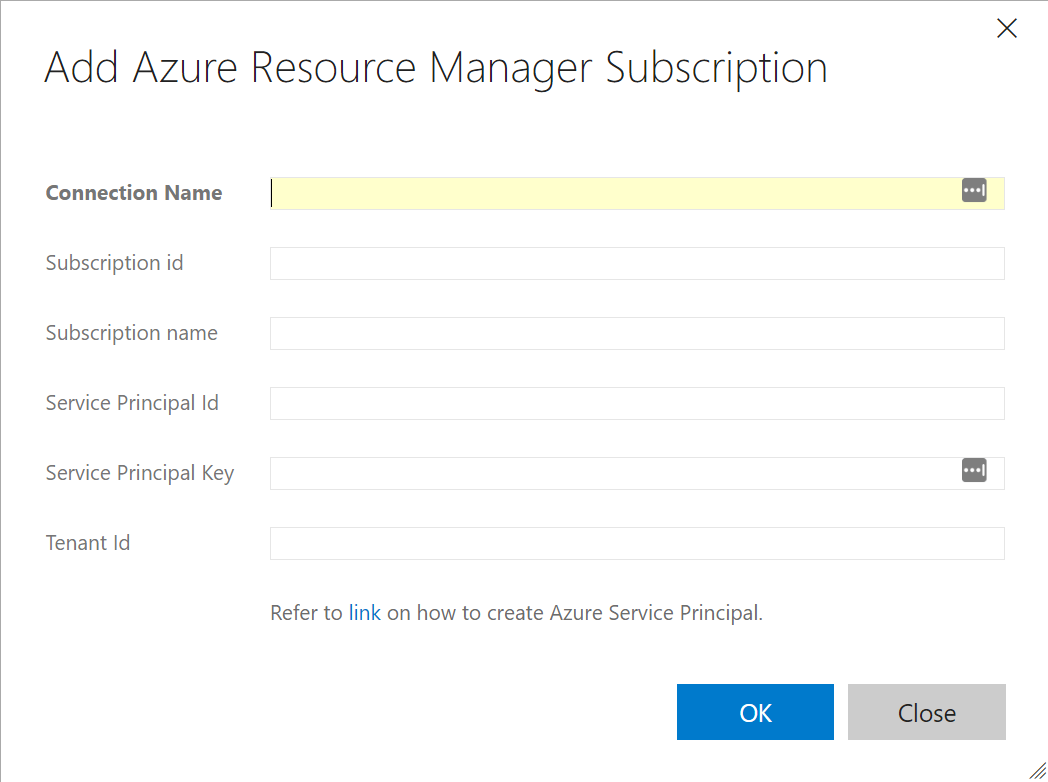 Add Azure Resource Manager Subscription
Connection Name
Subscription id
Subscription name
Service Principal Id
Service Principal Key
Tenant Id
Refer to link on how to create Azure Service Principal.
OK
Close